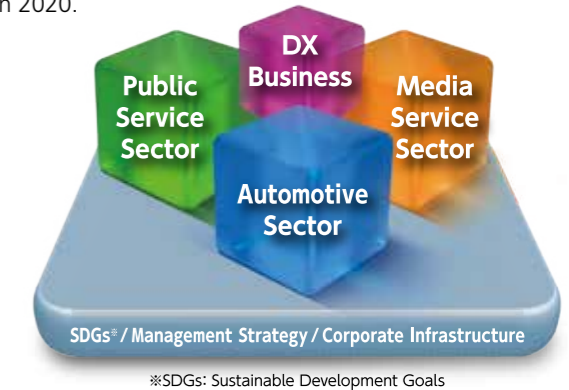 n 2020.
DX
Business
Public
Service
Sector
Media
Service
Sector
Automotive
Sector
SDGs※ / Management Strategy / Corporate Infrastructure
※SDGs: Sustainable Development Goals